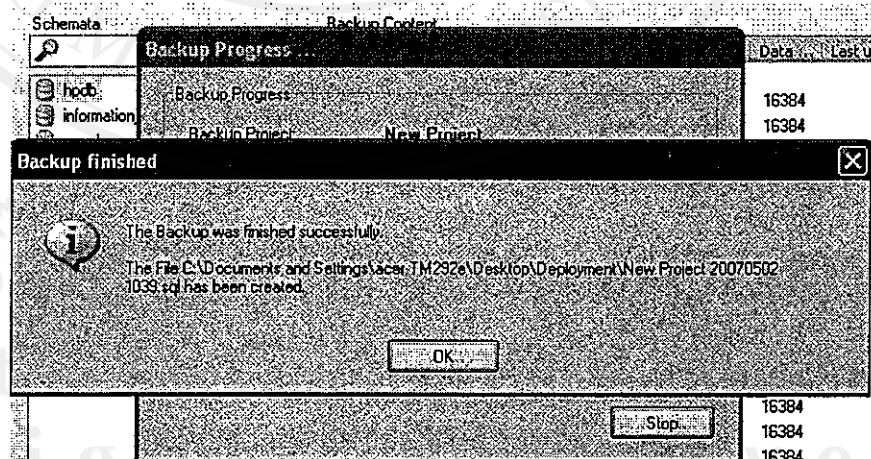 Schemata
Backup Content
Backup Progress ...
Data ... Last u
hpdb
information
Backup Progress
16384
16384
Backup Project New Project
Backup finished
The Backup was finished successfully.
The File C:\Documents and Settings\acer TM292e\Desktop\Deployment\New Project 20070502
1039.sql has been created.
OK
Stop
16384
16384
16384